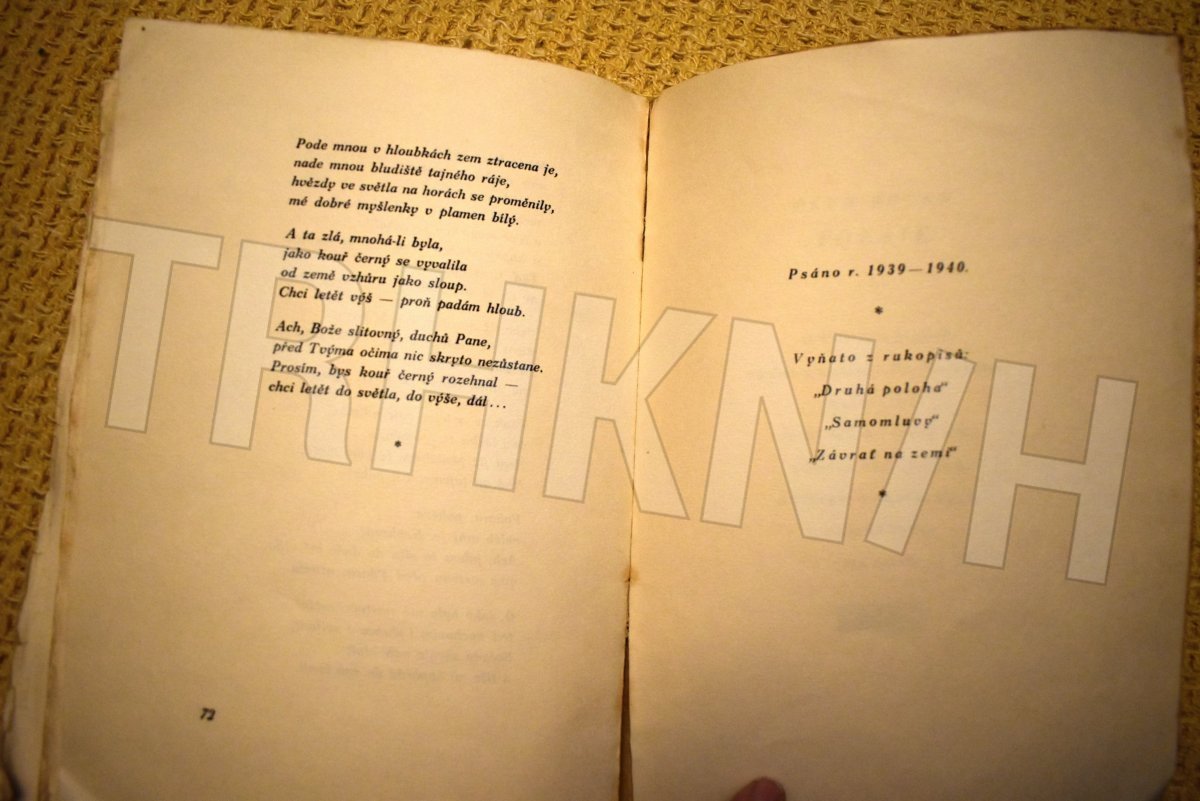 Pode mnou v hloubkách zem ztracena je,
nade mnou bludiště tajného ráje,
hvězdy ve světla na horách se proměnily,
mé dobré myšlenky v plamen bílý.
A ta zlá, mnohá-li byla,
jako kouř černý se vyvalila
od země vzhůru jako sloup.
Chci letět výš — proň padám hloub.
Ach, Bože slitovný, duchů Pane,
před Tvýma očima nic skryto nezůstane.
Prosím, bys kouř černý rozehnal —
chci letět do světla, do výše, dál...
*
72
Psáno r. 1939—1940.
*
Vyňato z rukopisů:
„Druhá poloha“
„Samomluvy“
„Závrať na zemi“
*
TRHKNIH